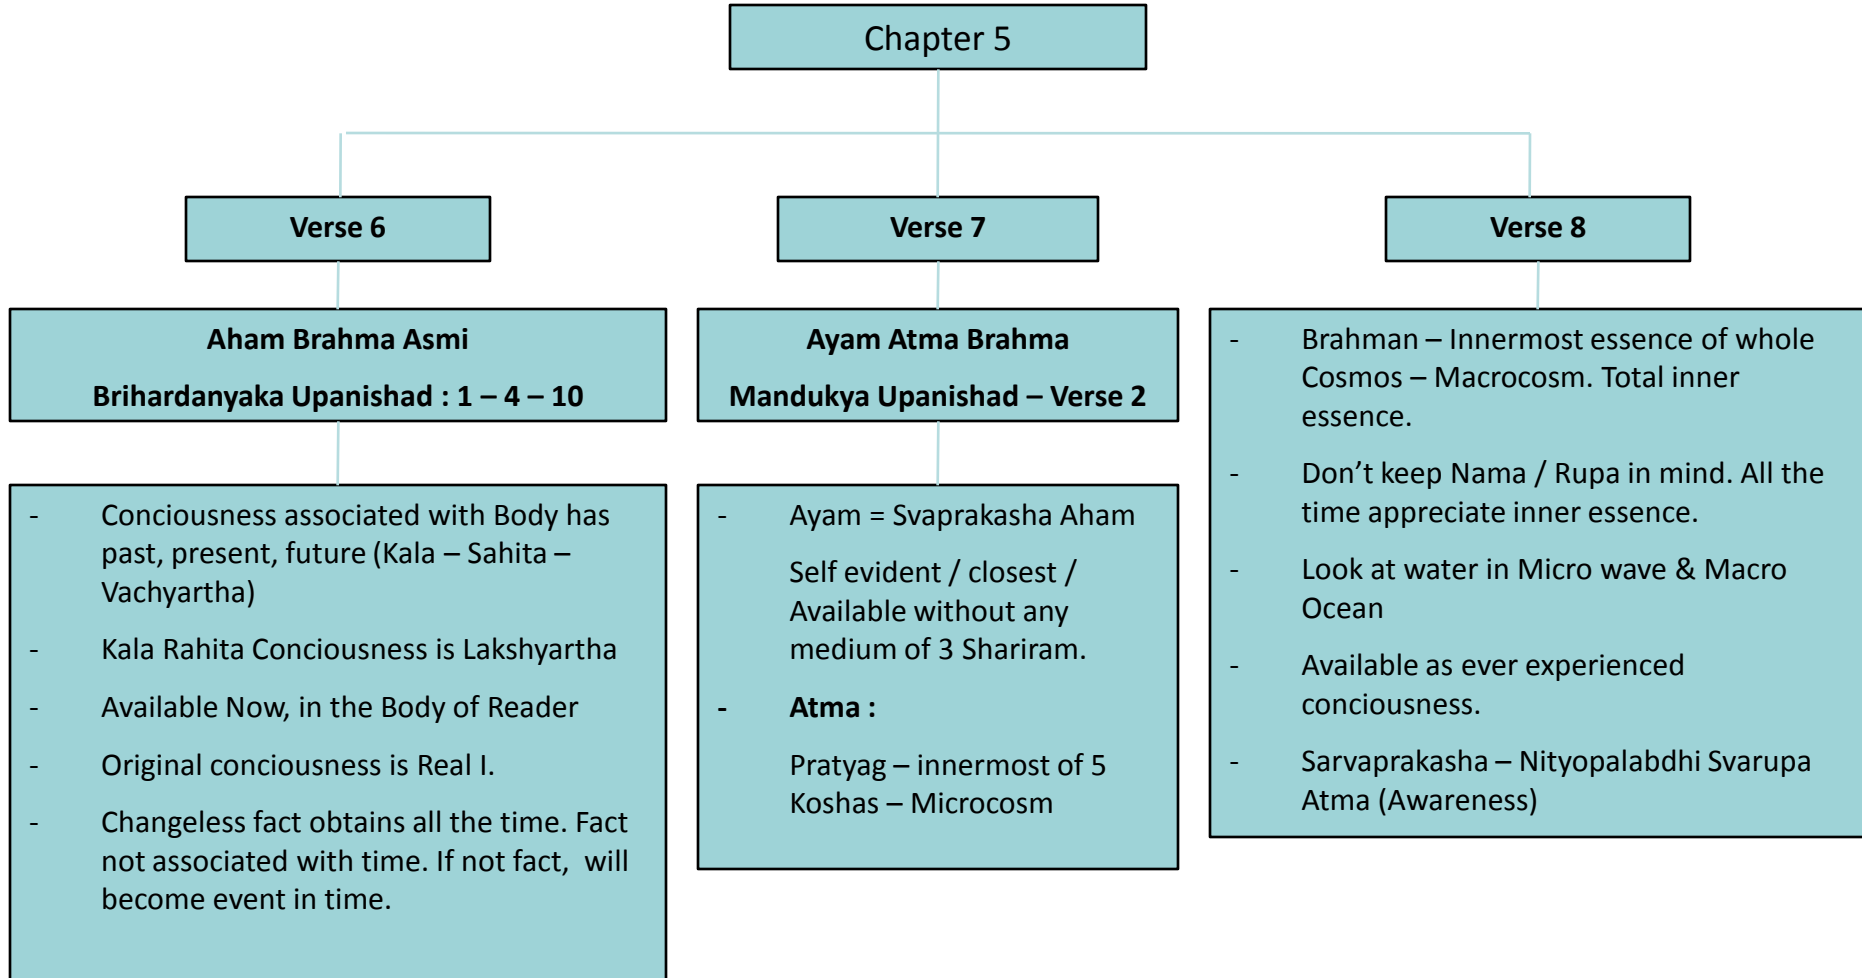 Chapter 5
Verse 6
Verse 7
Verse 8
Aham Brahma Asmi
Brihardanyaka Upanishad : 1 – 4 – 10
- Conciousness associated with Body has
past, present, future (Kala – Sahita –
Vachyartha)
- Kala Rahita Conciousness is Lakshyartha
- Available Now, in the Body of Reader
- Original conciousness is Real I.
- Changeless fact obtains all the time. Fact
not associated with time. If not fact, will
become event in time.
Ayam Atma Brahma
Mandukya Upanishad – Verse 2
- Ayam = Svaprakasha Aham
Self evident / closest /
Available without any
medium of 3 Shariram.
- Atma :
Pratyag – innermost of 5
Koshas – Microcosm
- Brahman – Innermost essence of whole
Cosmos – Macrocosm. Total inner
essence.
- Don’t keep Nama / Rupa in mind. All the
time appreciate inner essence.
- Look at water in Micro wave & Macro
Ocean
- Available as ever experienced
conciousness.
- Sarvaprakasha – Nityopalabdhi Svarupa
Atma (Awareness)